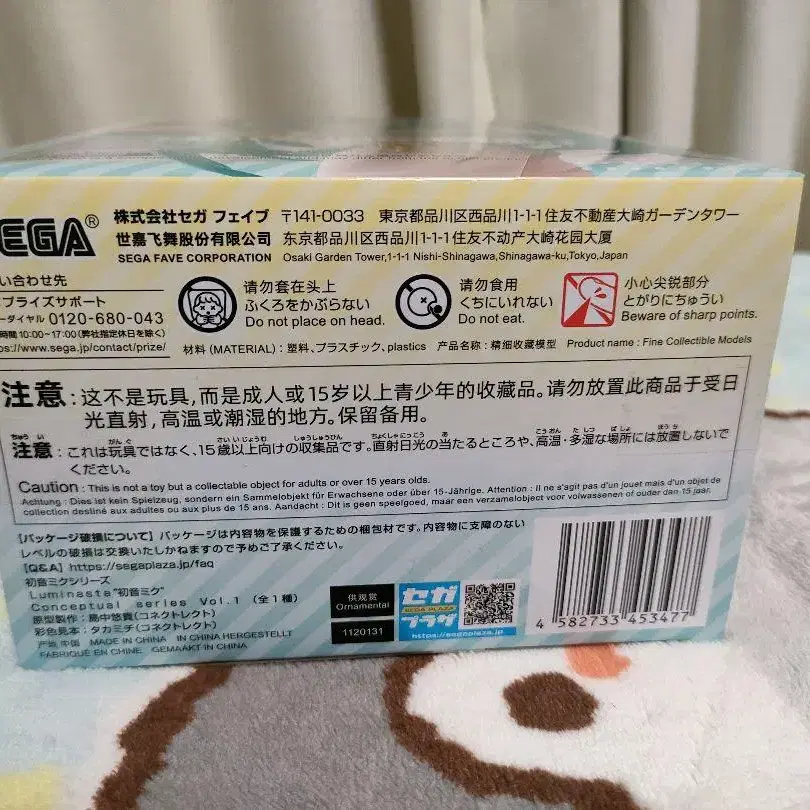 EGA®
株式会社セガ フェイブ 〒141-0033 東京都品川区西品川1-1-1住友不動産大崎ガーデンタワー
世嘉飞舞股份有限公司 东京都品川区西品川1-1-1住友不动产大崎花园大厦
SEGA FAVE CORPORATION Osaki Garden Tower,1-1-1 Nishi-Shinagawa,Shinagawa-ku,Tokyo,Japan
い合わせ先
プライズサポート
ーダイヤル 0120-680-043
時間 10:00~17:00(弊社指定休日を除く)
ps://www.sega.jp/contact/prize/
请勿套在头上
ふくろをかぶらない
Do not place on head.
请勿食用
くちにいれない
Do not eat.
小心尖锐部分
とがりにちゅうい
Beware of sharp points.
材料 (MATERIAL) : 塑料、プラスチック、plastics 产品名称 : 精细收藏模型 Product name : Fine Collectible Models
注意 : 这不是玩具,而是成人或15岁以上青少年的收藏品。请勿放置此商品于受日
光直射,高温或潮湿的地方。保留备用。
注意 : これは玩具ではなく、15歳以上向けの収集品です。直射日光の当たるところや、高温・多湿な場所には放置しないで
ください。
Caution : This is not a toy but a collectable object for adults or over 15 years olds.
Achtung : Dies ist kein Spielzeug, sondern ein Sammelobjekt für Erwachsene oder über 15-Jährige. Attention : Il ne s'agit pas d'un jouet mais d'un objet de
collection destiné aux adultes ou aux plus de 15 ans. Aandacht : Dit is geen speelgoed, maar een verzamelobject voor volwassenen of ouder dan 15 jaar.
【パッケージ破損について】パッケージは内容物を保護するための梱包材です。内容物に支障のない
レベルの破損は交換いたしかねますので予めご了承ください。
【Q&A】https://segaplaza.jp/faq
初音ミクシリーズ
Luminasta"初音ミク"
Conceptual series Vol.1 (全1種)
原型製作 : 島中悠貴(コネクトレクト)
彩色見本 : タカミチ(コネクトレクト)
产地:中国 MADE IN CHINA IN CHINA HERGESTELLT
FABRIQUÉ EN CHINE GEMAAKT IN CHINA
供观赏
Ornamental
1120131
セガ
SEGA PLAZA
プラザ
https://segaplaza.jp
4 582733 453477